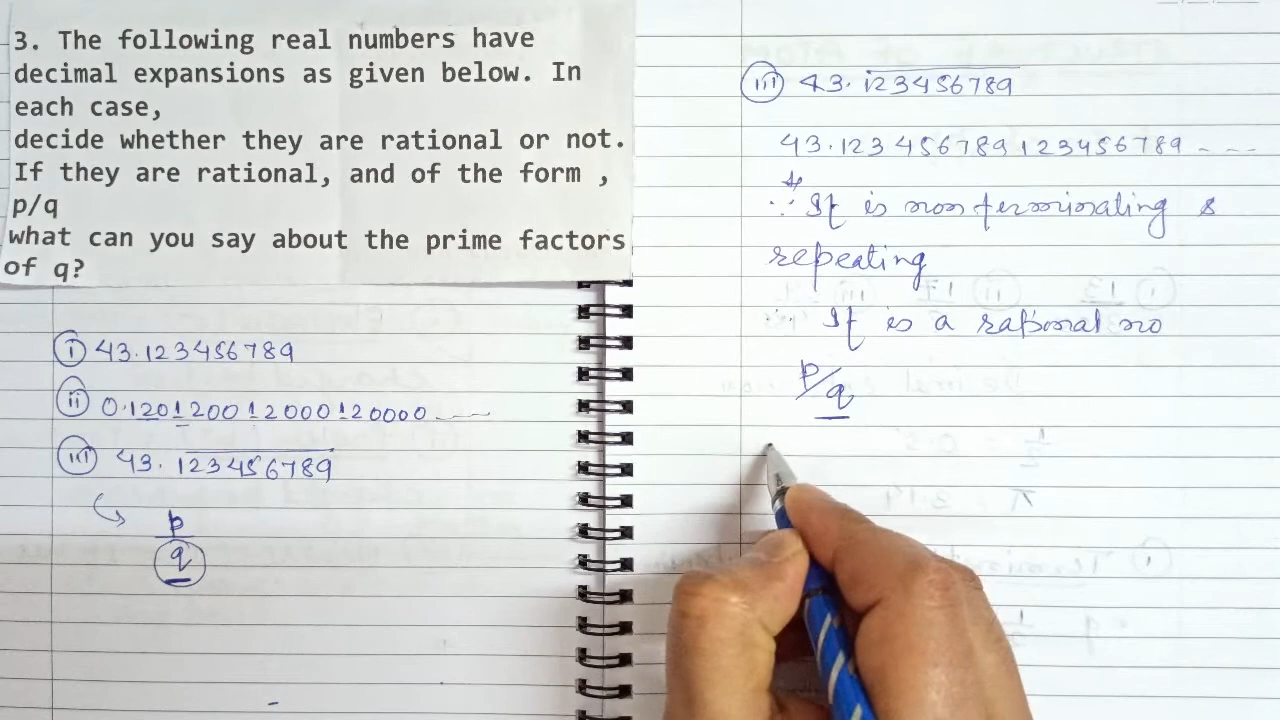 3. The following real numbers have
decimal expansions as given below. In
each case,
decide whether they are rational or not.
If they are rational, and of the form ,
p/q
what can you say about the prime factors
of q?
(i) 43.123456789
(ii) 0.120120012000120000----
(iii) 43.123456789
p
q
(iii) 43.123456789
43.123456789123456789---
∵ It is non terminating &
repeating
∴ It is a rational no
p/q